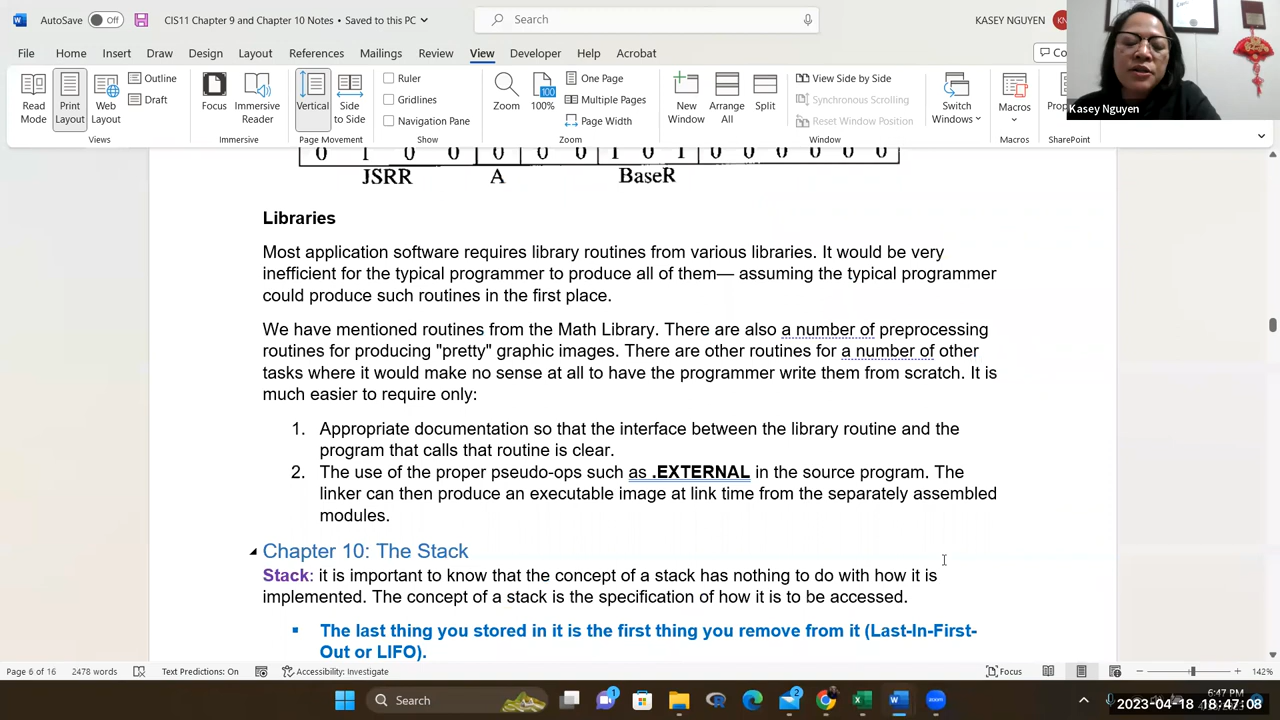 AutoSave Off CIS11 Chapter 9 and Chapter 10 Notes • Saved to this PC Search KASEY NGUYEN
File Home Insert Draw Design Layout References Mailings Review View Developer Help Acrobat
Read Mode
Print Layout
Web Layout
Outline
Draft
Views
Focus
Immersive Reader
Immersive
Vertical
Side to Side
Page Movement
Ruler
Gridlines
Navigation Pane
Show
Zoom
100
100%
One Page
Multiple Pages
Page Width
Zoom
New Window
Arrange All
Split
View Side by Side
Synchronous Scrolling
Reset Window Position
Window
Switch Windows
Macros
Macros
SharePoint
Kasey Nguyen
0 1 0 0 0 0 0 1 0 1 0 0 0 0 0 0
JSRR A BaseR
Libraries
Most application software requires library routines from various libraries. It would be very
inefficient for the typical programmer to produce all of them— assuming the typical programmer
could produce such routines in the first place.
We have mentioned routines from the Math Library. There are also a number of preprocessing
routines for producing "pretty" graphic images. There are other routines for a number of other
tasks where it would make no sense at all to have the programmer write them from scratch. It is
much easier to require only:
1. Appropriate documentation so that the interface between the library routine and the
program that calls that routine is clear.
2. The use of the proper pseudo-ops such as .EXTERNAL in the source program. The
linker can then produce an executable image at link time from the separately assembled
modules.
Chapter 10: The Stack
Stack: it is important to know that the concept of a stack has nothing to do with how it is
implemented. The concept of a stack is the specification of how it is to be accessed.
▪ The last thing you stored in it is the first thing you remove from it (Last-In-First-
Out or LIFO).
Page 6 of 16 2478 words Text Predictions: On Accessibility: Investigate Focus 142%
Search 1 2 zoom 6:47 PM
2023-04-18 18:47:08